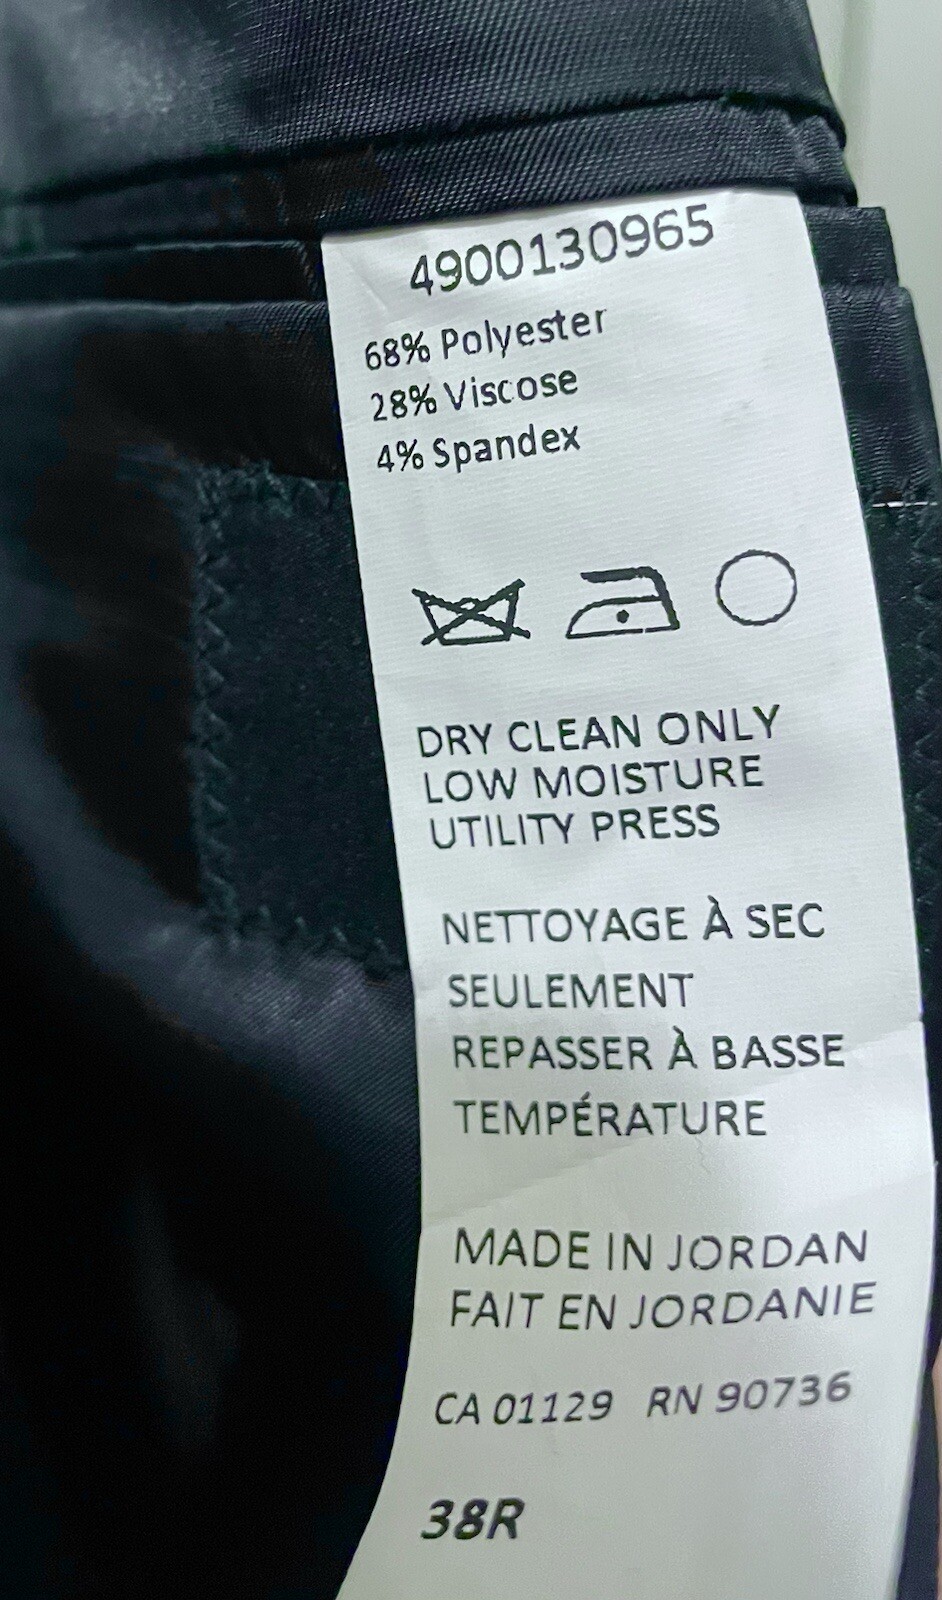 4900130965
68% Polyester
28% Viscose
4% Spandex
DRY CLEAN ONLY
LOW MOISTURE
UTILITY PRESS
NETTOYAGE À SEC
SEULEMENT
REPASSER À BASSE
TEMPÉRATURE
MADE IN JORDAN
FAIT EN JORDANIE
CA 01129 RN 90736
38R